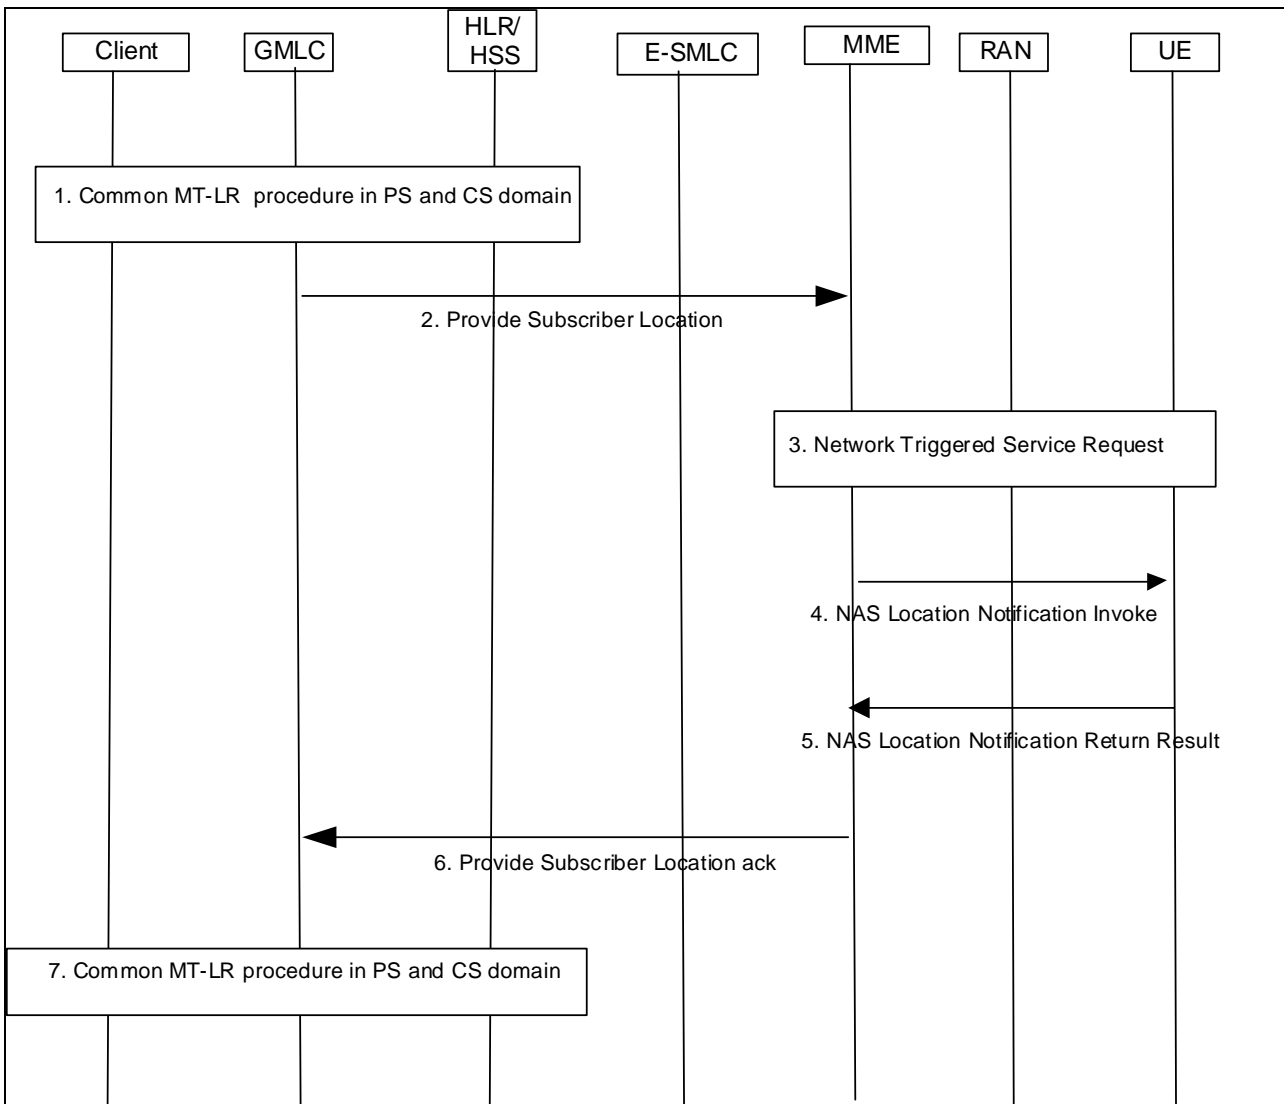 Client
GMLC
HLR/
HSS
E-SMLC
MME
RAN
UE
1. Common MT-LR procedure in PS and CS domain
2. Provide Subscriber Location
3. Network Triggered Service Request
4. NAS Location Notification Invoke
5. NAS Location Notification Return Result
6. Provide Subscriber Location ack
7. Common MT-LR procedure in PS and CS domain